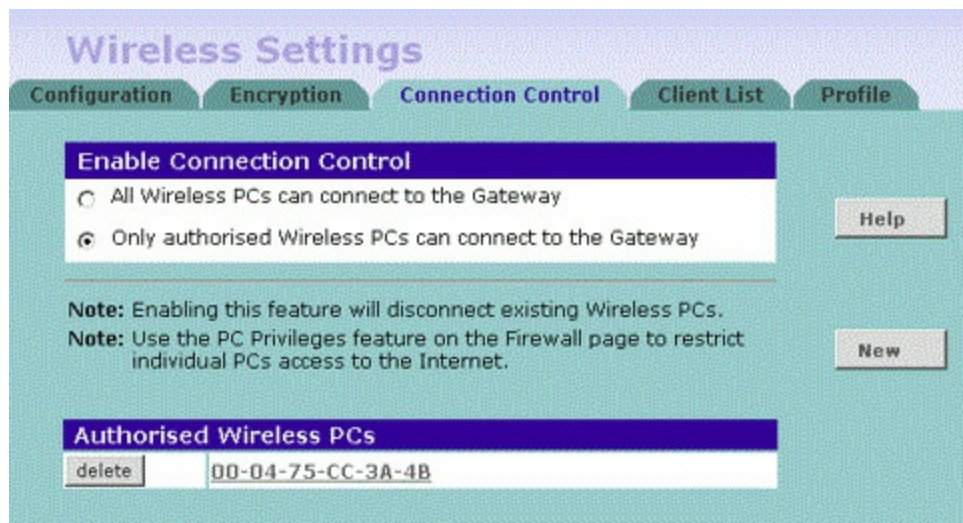 Wireless Settings
Configuration Encryption Connection Control Client List Profile
Enable Connection Control
All Wireless PCs can connect to the Gateway
Only authorised Wireless PCs can connect to the Gateway
Help
Note: Enabling this feature will disconnect existing Wireless PCs.
Note: Use the PC Privileges feature on the Firewall page to restrict
individual PCs access to the Internet.
New
Authorised Wireless PCs
delete 00-04-75-CC-3A-4B